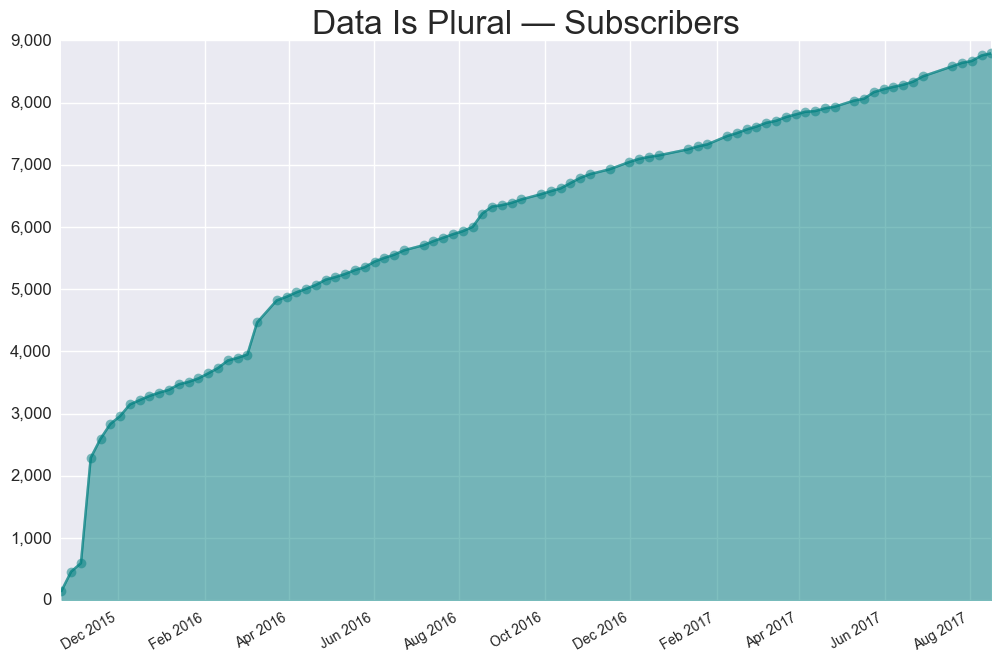 Data Is Plural — Subscribers
9,000
8,000
7,000
6,000
5,000
4,000
3,000
2,000
1,000
0
Dec 2015
Feb 2016
Apr 2016
Jun 2016
Aug 2016
Oct 2016
Dec 2016
Feb 2017
Apr 2017
Jun 2017
Aug 2017